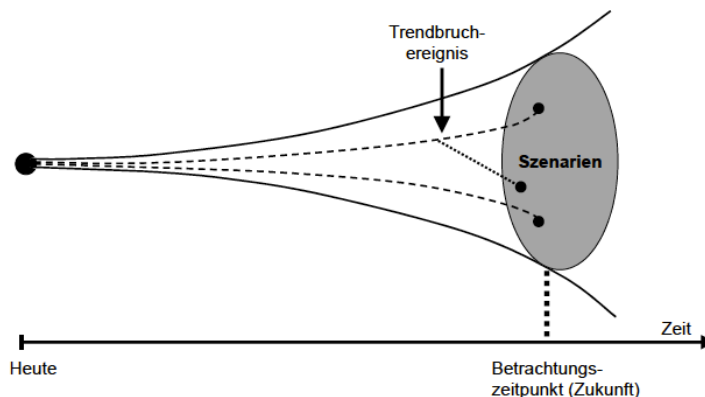 Trendbruch-
ereignis
Szenarien
Zeit
Heute
Betrachtungs-
zeitpunkt (Zukunft)